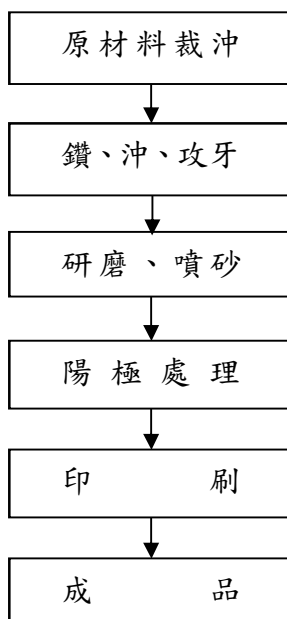 原材料裁沖
鑽、沖、攻牙
研磨、噴砂
陽極處理
印刷
成品